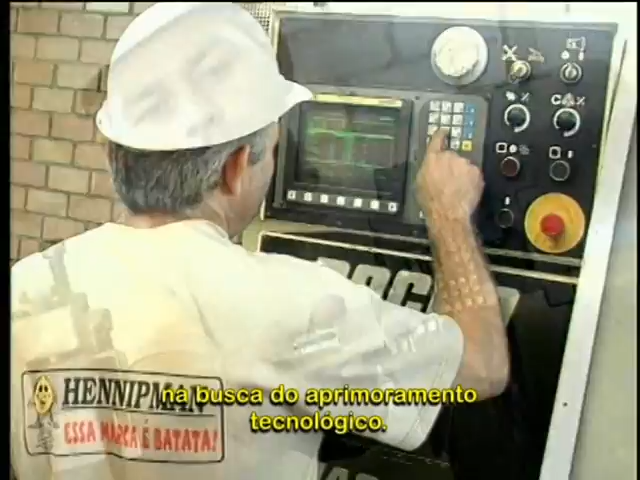 HENNIPMAN
ESSA MARCA É BATATA!
na busca do aprimoramento
tecnológico.